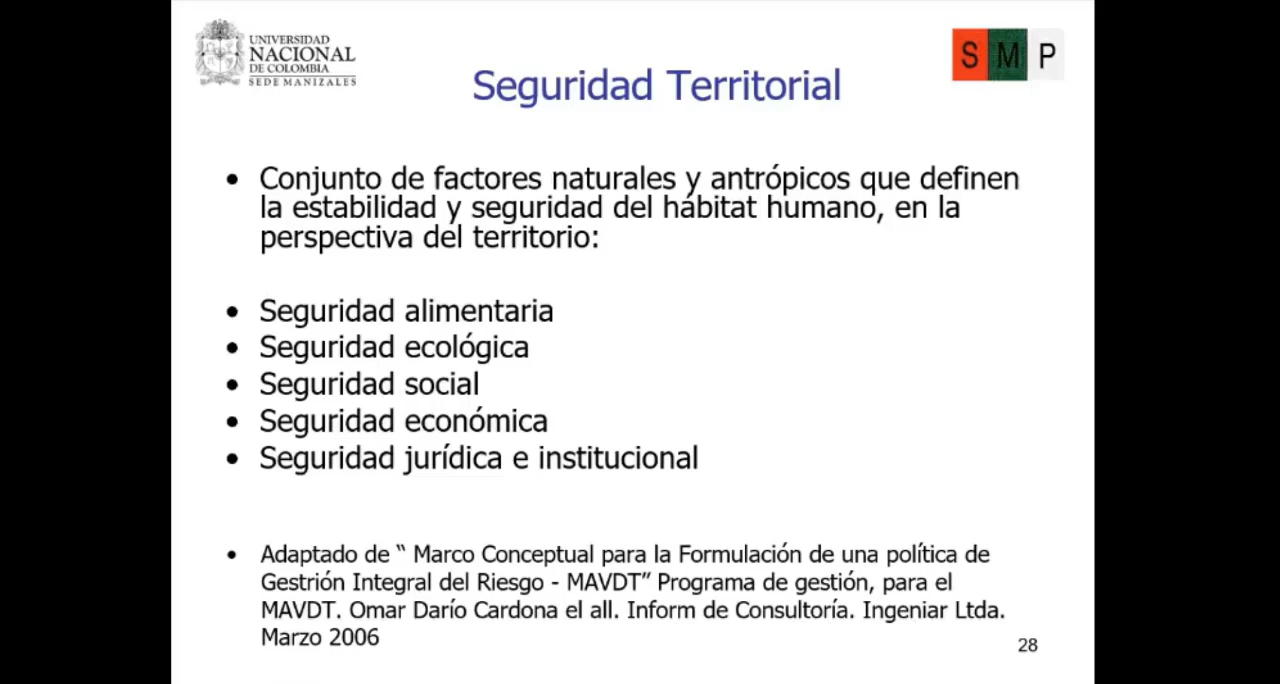 UNIVERSIDAD
NACIONAL
DE COLOMBIA
SEDE MANIZALES
S M P
Seguridad Territorial
• Conjunto de factores naturales y antrópicos que definen
la estabilidad y seguridad del hábitat humano, en la
perspectiva del territorio:
• Seguridad alimentaria
• Seguridad ecológica
• Seguridad social
• Seguridad económica
• Seguridad jurídica e institucional
• Adaptado de “ Marco Conceptual para la Formulación de una política de
Gestrión Integral del Riesgo - MAVDT” Programa de gestión, para el
MAVDT. Omar Darío Cardona el all. Inform de Consultoría. Ingeniar Ltda.
Marzo 2006
28